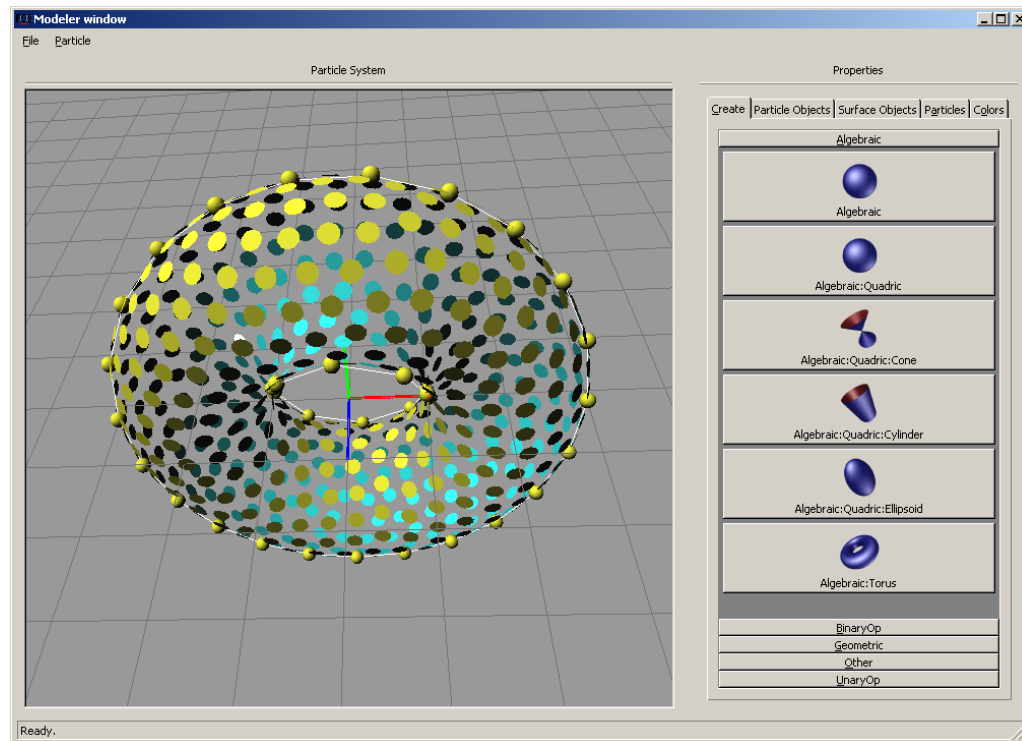 Modeler window
File Particle
Particle System
Properties
Create Particle Objects Surface Objects Particles Colors
Algebraic
Algebraic
Algebraic:Quadric
Algebraic:Quadric:Cone
Algebraic:Quadric:Cylinder
Algebraic:Quadric:Ellipsoid
Algebraic:Torus
BinaryOp
Geometric
Other
UnaryOp
Ready.